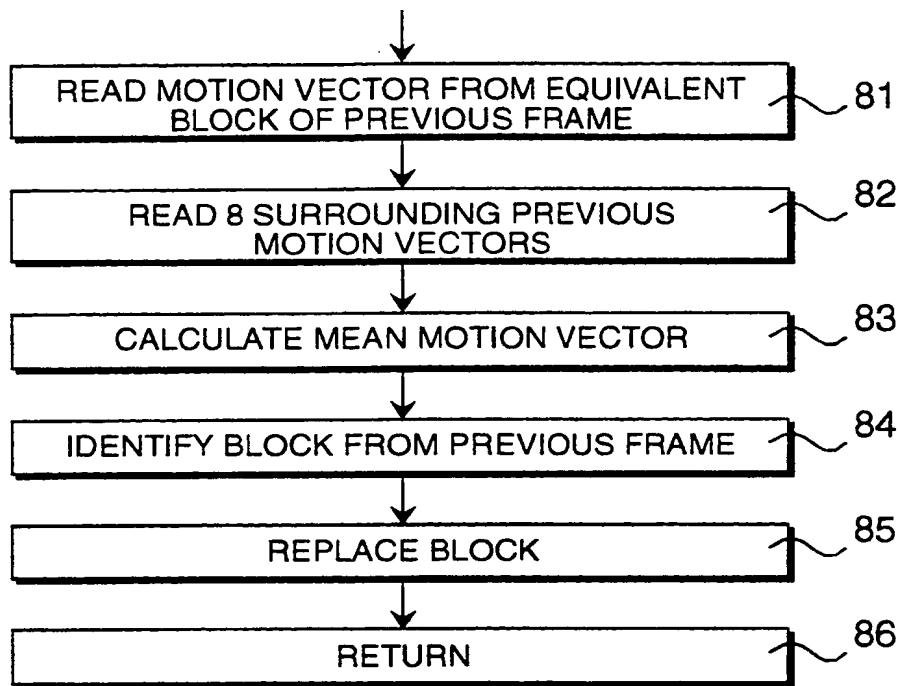 READ MOTION VECTOR FROM EQUIVALENT
BLOCK OF PREVIOUS FRAME
81
READ 8 SURROUNDING PREVIOUS
MOTION VECTORS
82
CALCULATE MEAN MOTION VECTOR
83
IDENTIFY BLOCK FROM PREVIOUS FRAME
84
REPLACE BLOCK
85
RETURN
86